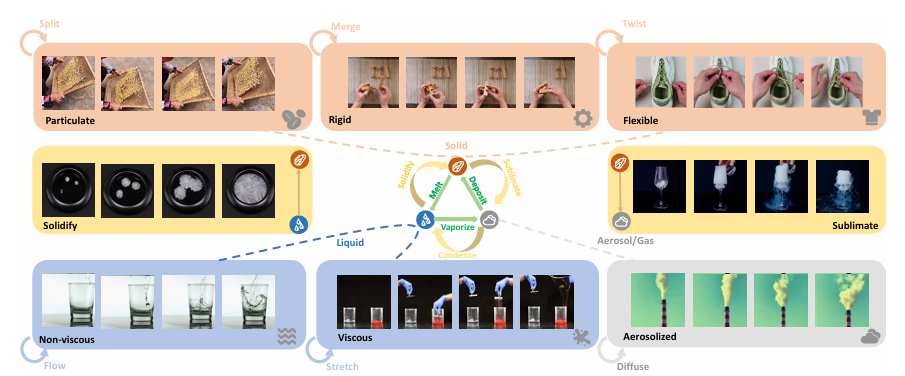 Split
Merge
Twist
Particulate
Rigid
Flexible
Solid
Solidify
Sublimate
Melt
Deposit
Vaporize
Condense
Solidify
Sublimate
Liquid
Aerosol/Gas
Non-viscous
Viscous
Aerosolized
Flow
Stretch
Diffuse